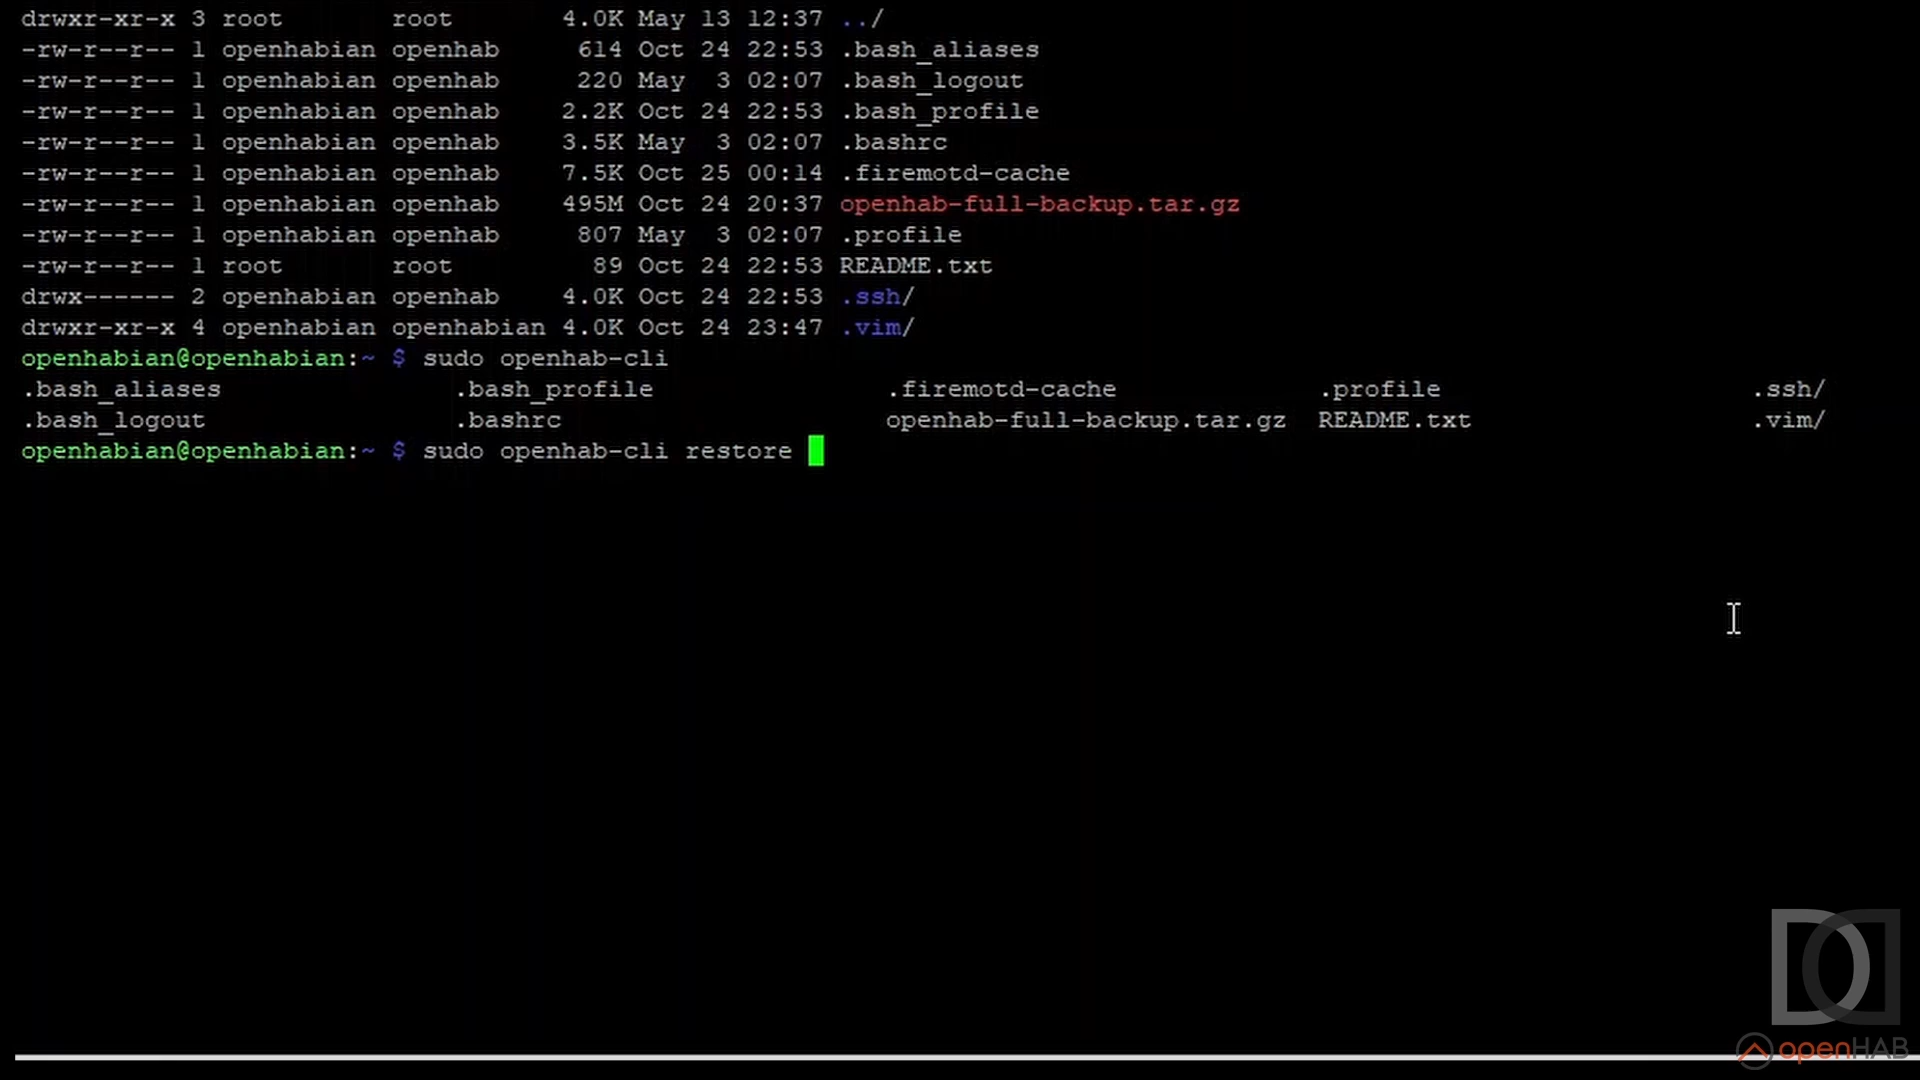 drwxr-xr-x 3 root       root       4.0K May 13 12:37 ../
-rw-r--r-- 1 openhabian openhab     614 Oct 24 22:53 .bash_aliases
-rw-r--r-- 1 openhabian openhab     220 May  3 02:07 .bash_logout
-rw-r--r-- 1 openhabian openhab    2.2K Oct 24 22:53 .bash_profile
-rw-r--r-- 1 openhabian openhab    3.5K May  3 02:07 .bashrc
-rw-r--r-- 1 openhabian openhab    7.5K Oct 25 00:14 .firemotd-cache
-rw-r--r-- 1 openhabian openhab    495M Oct 24 20:37 openhab-full-backup.tar.gz
-rw-r--r-- 1 openhabian openhab     807 May  3 02:07 .profile
-rw-r--r-- 1 root       root         89 Oct 24 22:53 README.txt
drwx------ 2 openhabian openhab    4.0K Oct 24 22:53 .ssh/
drwxr-xr-x 4 openhabian openhabian 4.0K Oct 24 23:47 .vim/
openhabian@openhabian:~ $ sudo openhab-cli
.bash_aliases               .bash_profile               .firemotd-cache             .profile                    .ssh/
.bash_logout                .bashrc                     openhab-full-backup.tar.gz  README.txt                  .vim/
openhabian@openhabian:~ $ sudo openhab-cli restore
openHAB